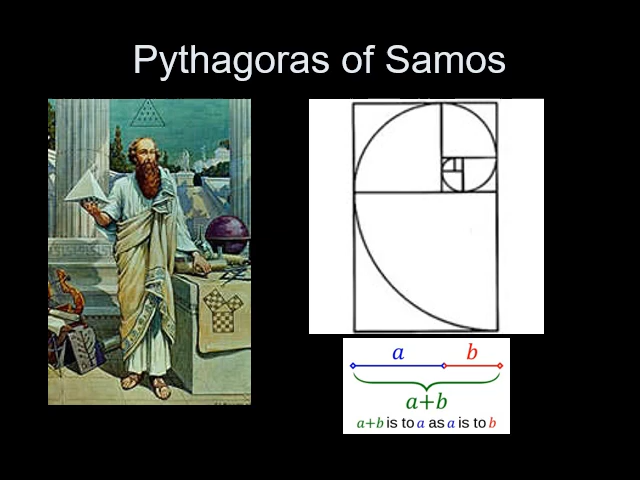 Pythagoras of Samos
a b
a+b
a+b is to a as a is to b